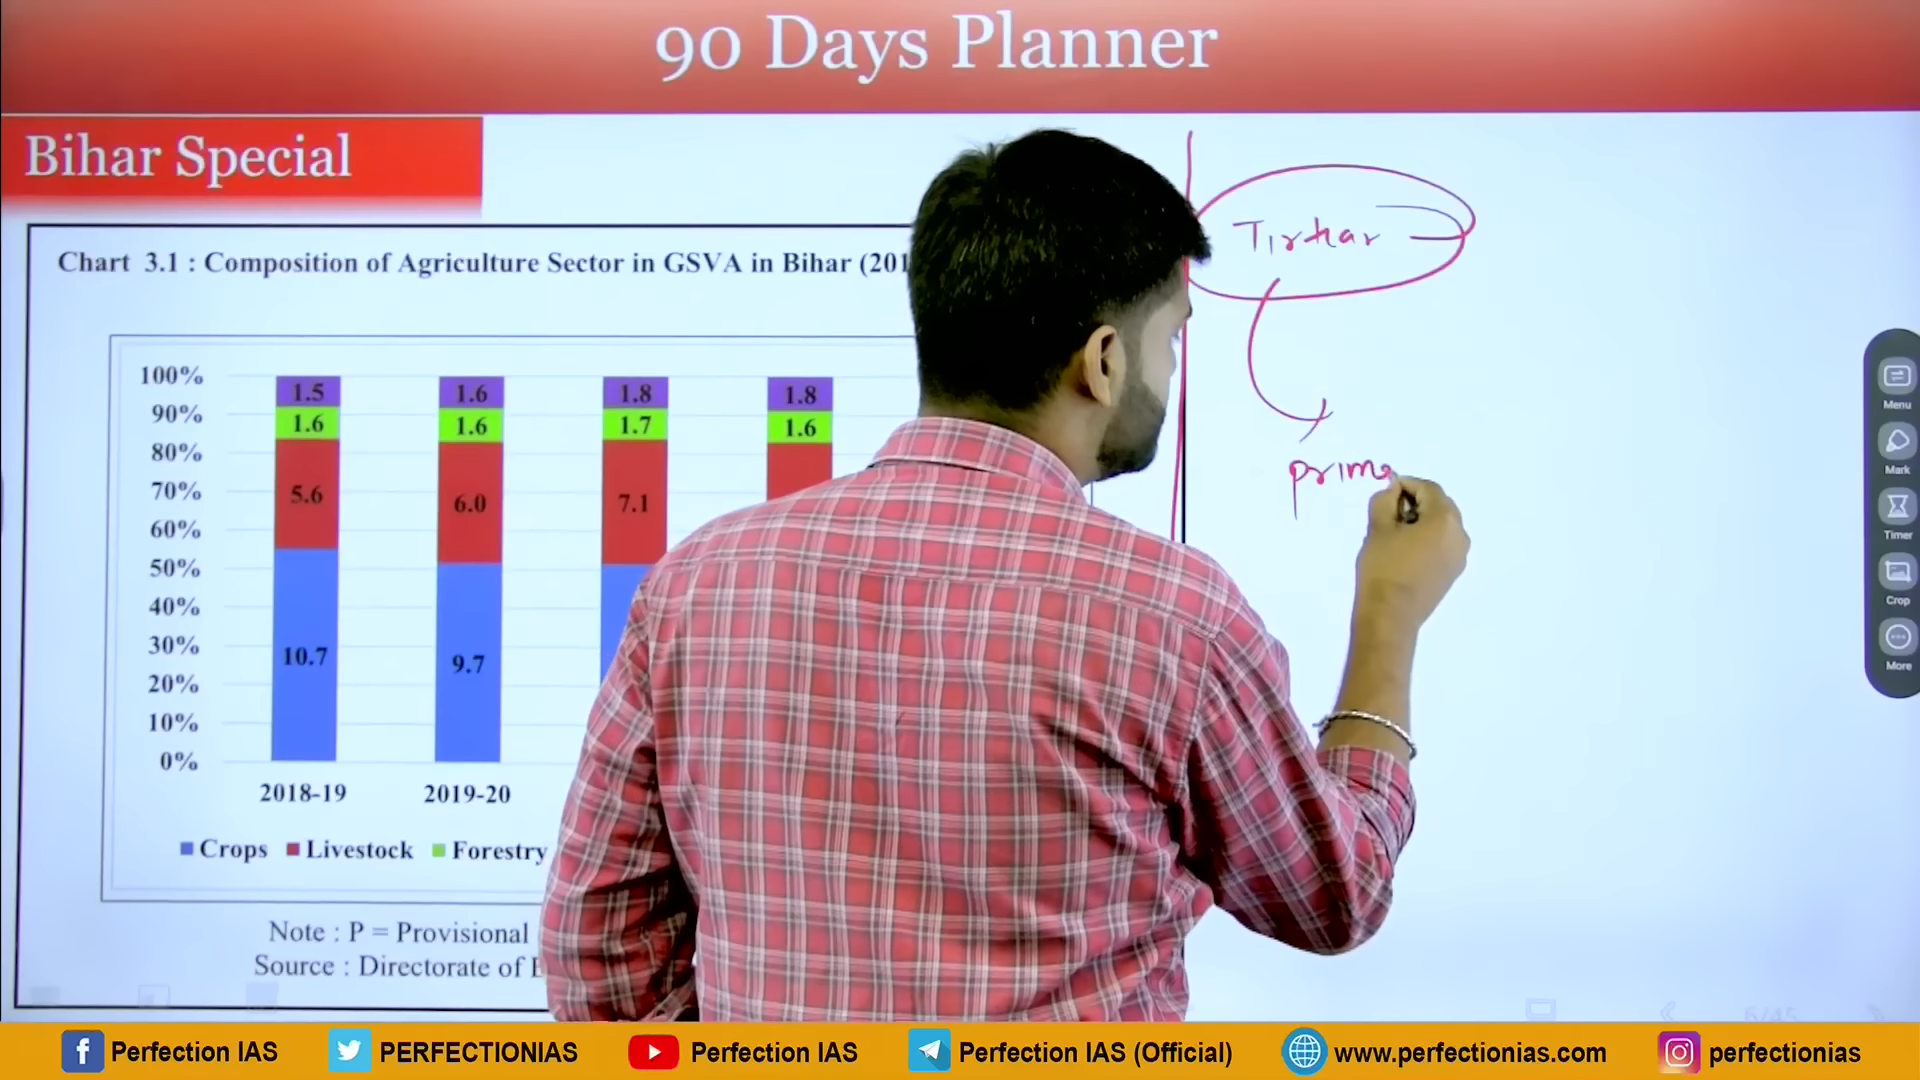 90 Days Planner
Bihar Special
Chart 3.1 : Composition of Agriculture Sector in GSVA in Bihar (201
100%
90%
80%
70%
60%
50%
40%
30%
20%
10%
0%
1.5
1.6
1.8
1.8
1.6
1.6
1.7
1.6
5.6
6.0
7.1
10.7
9.7
2018-19
2019-20
Crops
Livestock
Forestry
Note : P = Provisional
Source : Directorate of E
Tirhar
prime
Menu
Mark
Timer
Crop
More
6/45
Perfection IAS
PERFECTIONIAS
Perfection IAS
Perfection IAS (Official)
www.perfectionias.com
perfectionias